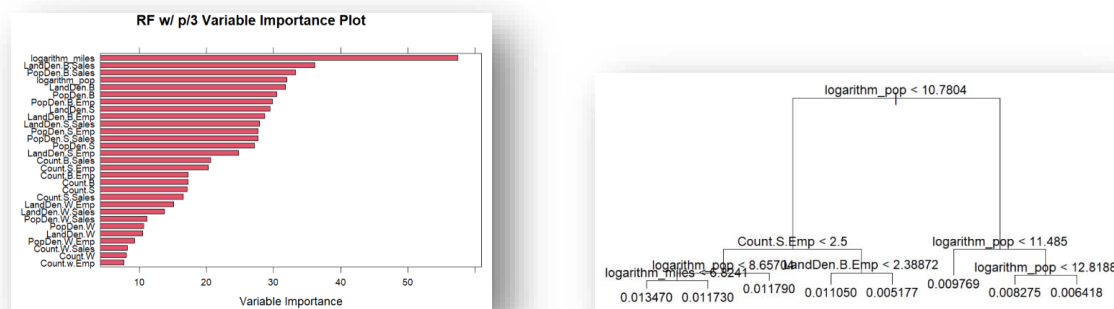 RF w/ p/3 Variable Importance Plot
logarithm_miles
LandDen.B.Sales
PopDen.B.Sales
logarithm_pop
LandDen.B
PopDen.B
PopDen.B.Emp
LandDen.S
LandDen.B.Emp
LandDen.S.Sales
PopDen.S.Emp
PopDen.S.Sales
PopDen.S
LandDen.S.Emp
Count.B.Sales
Count.S.Emp
Count.B.Emp
Count.B
Count.S
Count.S.Sales
LandDen.W.Emp
LandDen.W.Sales
PopDen.W.Sales
PopDen.W
LandDen.W
PopDen.W.Emp
Count.W.Sales
Count.W
Count.w.Emp
10 20 30 40 50
Variable Importance
logarithm_pop < 10.7804
Count.S.Emp < 2.5
logarithm_pop < 11.485
logarithm_pop < 8.65704
LandDen.B.Emp < 2.38872
logarithm_pop < 12.8188
logarithm_miles < 6.8241
0.013470 0.011730 0.011790 0.011050 0.005177 0.009769 0.008275 0.006418